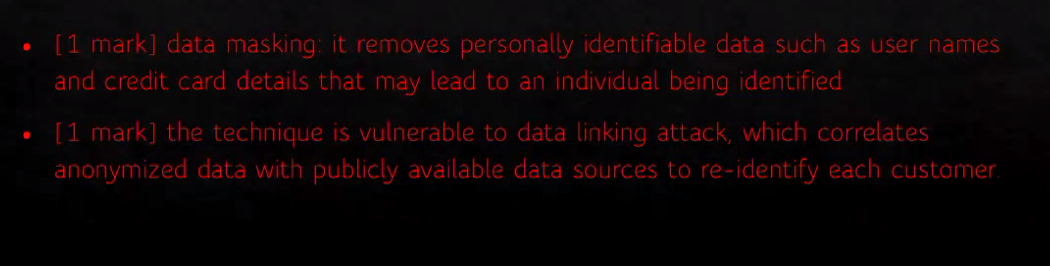 • [1 mark] data masking: it removes personally identifiable data such as user names
and credit card details that may lead to an individual being identified
• [1 mark] the technique is vulnerable to data linking attack, which correlates
anonymized data with publicly available data sources to re-identify each customer.